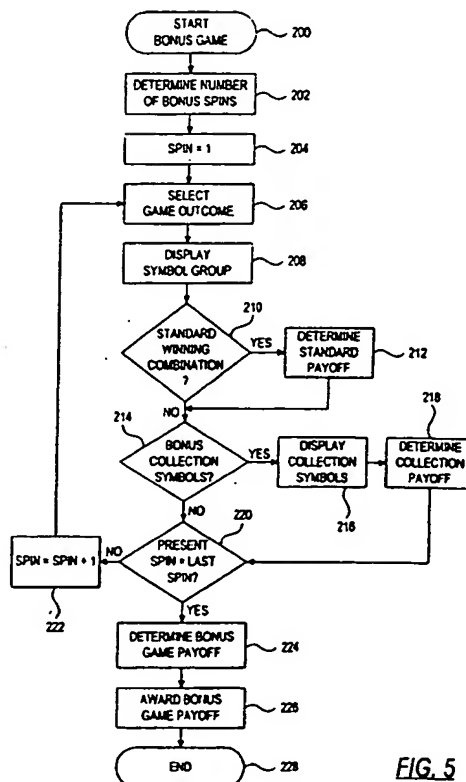 START
BONUS GAME
200
DETERMINE NUMBER
OF BONUS SPINS
202
SPIN = 1
204
SELECT
GAME OUTCOME
206
DISPLAY
SYMBOL GROUP
208
210
STANDARD
WINNING
COMBINATION
?
YES
DETERMINE
STANDARD
PAYOFF
212
NO
214
BONUS
COLLECTION
SYMBOLS?
YES
DISPLAY
COLLECTION
SYMBOLS
216
218
DETERMINE
COLLECTION
PAYOFF
NO
220
PRESENT
SPIN = LAST
SPIN?
NO
SPIN = SPIN + 1
222
YES
DETERMINE BONUS
GAME PAYOFF
224
AWARD BONUS
GAME PAYOFF
226
END
228
FIG. 5